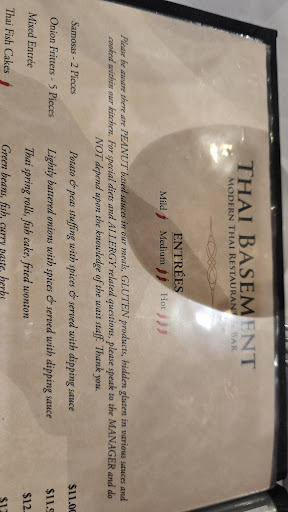 THAI BASEMENT
MODERN THAI RESTAURANT & BAR
ENTRÉES
Mild Medium Hot
Please be aware there are PEANUT based sauces in our meals, GLUTEN products, hidden gluten in various sauces and
cooked within our kitchen. For special diets and ALLERGY related questions, please speak to the MANAGER and do
NOT depend upon the knowledge of the wait staff. Thank you.
Samosas - 2 Pieces Potato & peas stuffing with spices & served with dipping sauce $11.0
Onion Fritters - 5 Pieces Lightly battered onions with spices & served with dipping sauce $11.9
Mixed Entrée Thai spring rolls, fish cake, fried wonton $12.
Thai Fish Cakes Green beans, fish, curry paste, herbs